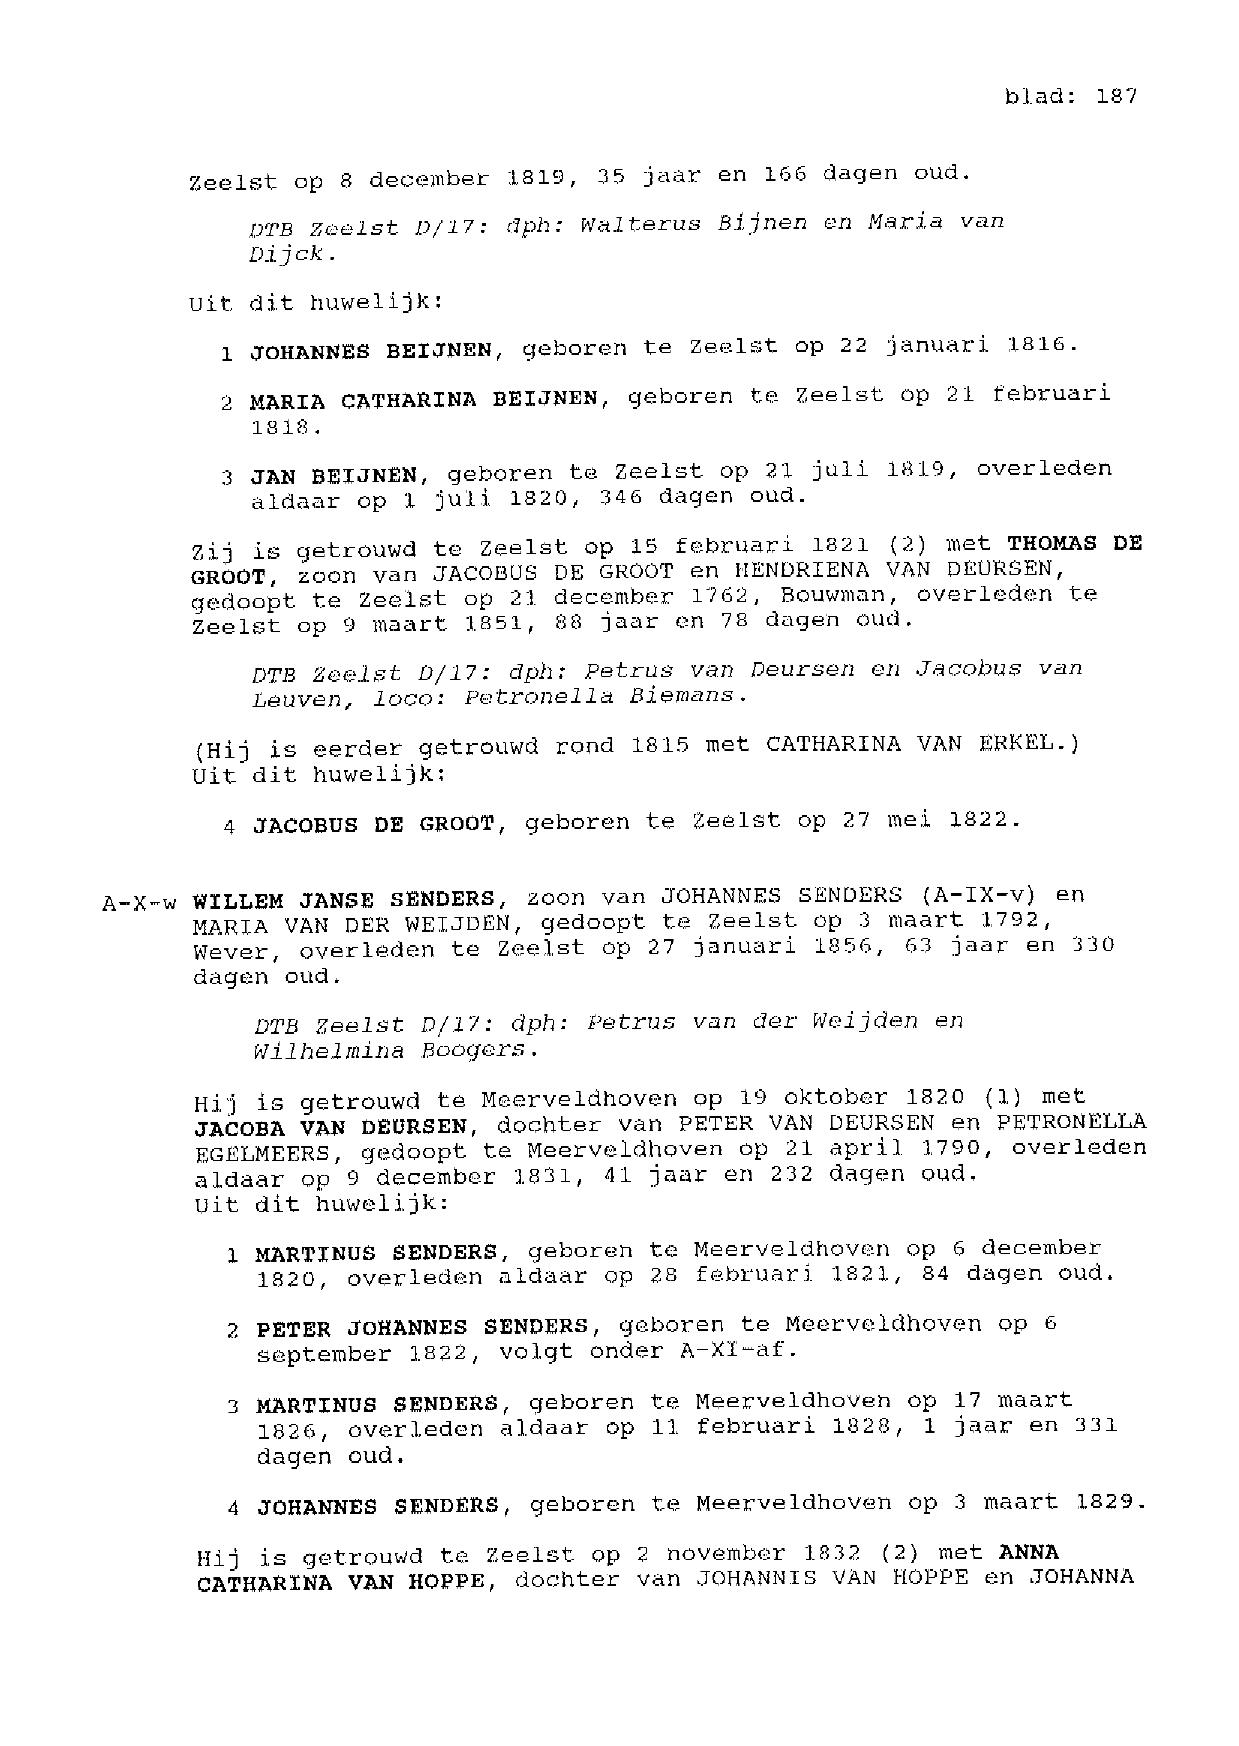 blad: 187
Zeelst op 8 december 1819, 35 jaar en 166 dagen oud.
DTB Zeelst D/17: dph: Walterus Bijnen en Maria van
Dijck.
Uit dit huwelijk:
1 JOHANNES BEIJNEN, geboren te Zeelst op 22 januari 1816.
2 MARIA CATHARINA BEIJNEN, geboren te Zeelst op 21 februari
1818.
3 JAN BEIJNEN, geboren te Zeelst op 21 juli 1819, overleden
aldaar op 1 juli 1820, 346 dagen oud.
Zij is getrouwd te Zeelst op 15 februari 1821 (2) met THOMAS DE
GROOT, zoon van JACOBUS DE GROOT en HENDRIENA VAN DEURSEN,
gedoopt te Zeelst op 21 december 1762, Bouwman, overleden te
Zeelst op 9 maart 1851, 88 jaar en 78 dagen oud.
DTB Zeelst D/17: dph: Petrus van Deursen en Jacobus van
Leuven, loco: Petronella Biemans.
(Hij is eerder getrouwd rond 1815 met CATHARINA VAN ERKEL.)
Uit dit huwelijk:
4 JACOBUS DE GROOT, geboren te Zeelst op 27 mei 1822.
A-X-w WILLEM JANSE SENDERS, zoon van JOHANNES SENDERS (A-IX-v) en
MARIA VAN DER WEIJDEN, gedoopt te Zeelst op 3 maart 1792,
Wever, overleden te Zeelst op 27 januari 1856, 63 jaar en 330
dagen oud.
DTB Zeelst D/17: dph: Petrus van der Weijden en
Wilhelmina Boogers.
Hij is getrouwd te Meerveldhoven op 19 oktober 1820 (1) met
JACOBA VAN DEURSEN, dochter van PETER VAN DEURSEN en PETRONELLA
EGELMEERS, gedoopt te Meerveldhoven op 21 april 1790, overleden
aldaar op 9 december 1831, 41 jaar en 232 dagen oud.
Uit dit huwelijk:
1 MARTINUS SENDERS, geboren te Meerveldhoven op 6 december
1820, overleden aldaar op 28 februari 1821, 84 dagen oud.
2 PETER JOHANNES SENDERS, geboren te Meerveldhoven op 6
september 1822, volgt onder A-XI-af.
3 MARTINUS SENDERS, geboren te Meerveldhoven op 17 maart
1826, overleden aldaar op 11 februari 1828, 1 jaar en 331
dagen oud.
4 JOHANNES SENDERS, geboren te Meerveldhoven op 3 maart 1829.
Hij is getrouwd te Zeelst op 2 november 1832 (2) met ANNA
CATHARINA VAN HOPPE, dochter van JOHANNIS VAN HOPPE en JOHANNA